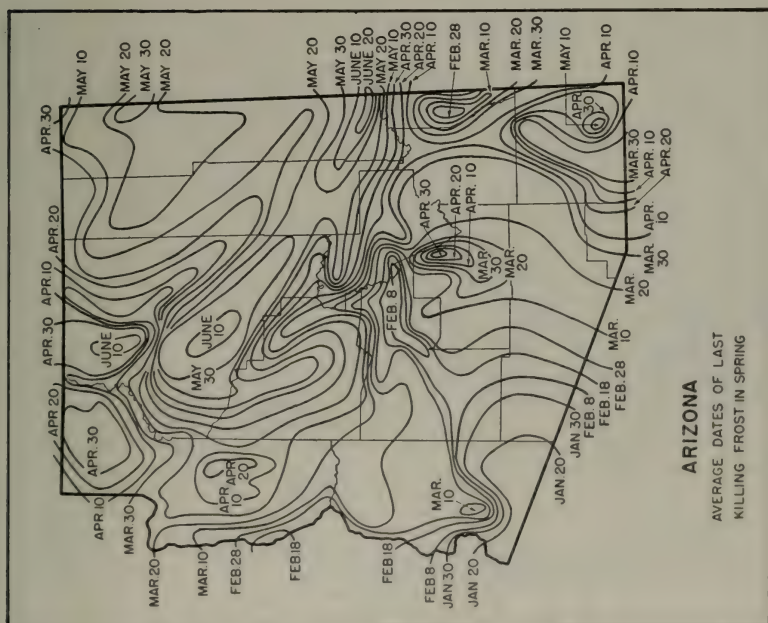 APR. 30
MAY 10
MAY 20
MAY 30
MAY 20
MAY 20
MAY 30
JUNE 10
JUNE 20
MAY 20
MAY 10
APR. 30
APR. 20
APR. 10
FEB. 28
MAR. 10
MAR. 20
MAR. 30
MAY 10
APR. 10
APR. 30
APR. 10
MAR. 30
APR. 10
APR. 20
APR. 10
MAR. 30
MAR. 20
APR. 20
APR. 10
APR. 30
APR. 20
APR. 10
MAR. 30
JUNE 10
JUNE 10
MAY 30
APR. 30
APR. 10
APR. 20
APR. 30
APR. 20
APR. 10
MAR. 30
MAR. 20
MAR. 20
MAR. 10
FEB. 8
MAR. 20
MAR. 10
FEB. 28
FEB. 18
FEB. 8
JAN 30
JAN. 20
MAR. 10
MAR. 10
FEB. 28
FEB. 18
FEB 18
FEB. 8
JAN 30
JAN 20
ARIZONA
AVERAGE DATES OF LAST
KILLING FROST IN SPRING